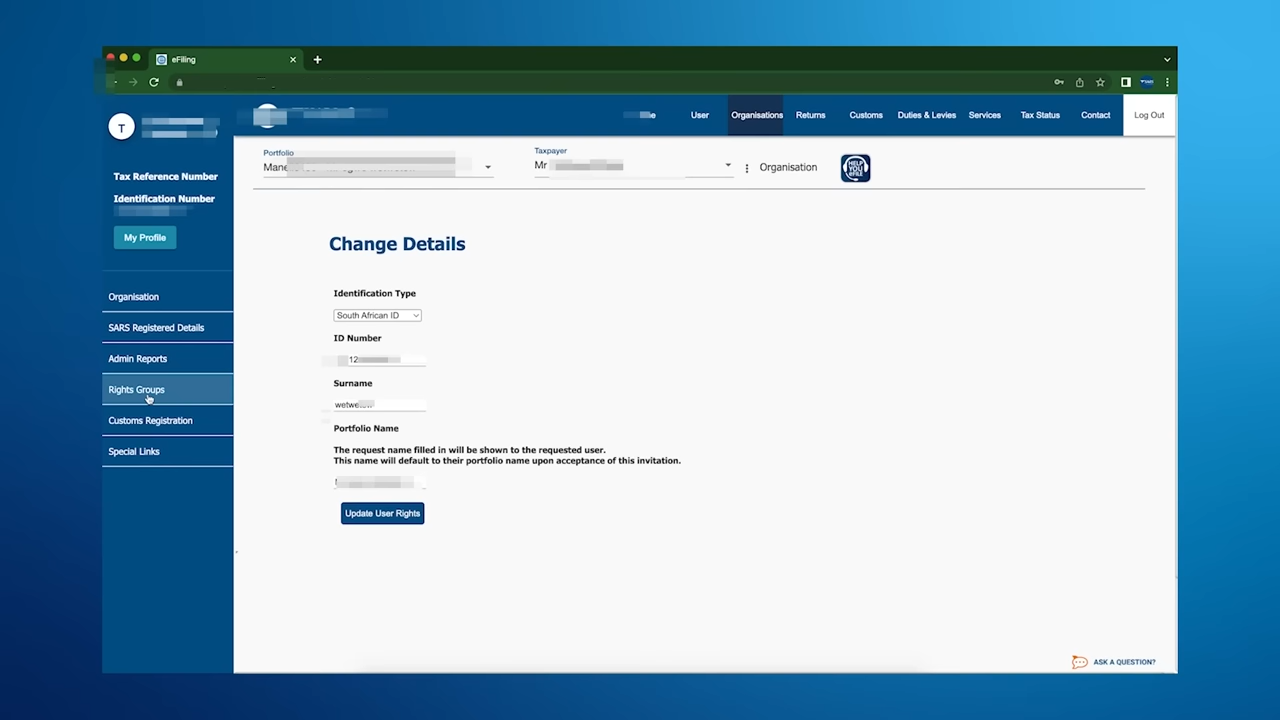 eFiling
T
User
Organisations
Returns
Customs
Duties & Levies
Services
Tax Status
Contact
Log Out
Portfolio
Taxpayer
Mr
Organisation
HELP YOU eFILE
Tax Reference Number
Identification Number
My Profile
Organisation
SARS Registered Details
Admin Reports
Rights Groups
Customs Registration
Special Links
Change Details
Identification Type
South African ID
ID Number
12
Surname
Portfolio Name
The request name filled in will be shown to the requested user.
This name will default to their portfolio name upon acceptance of this invitation.
Update User Rights
ASK A QUESTION?